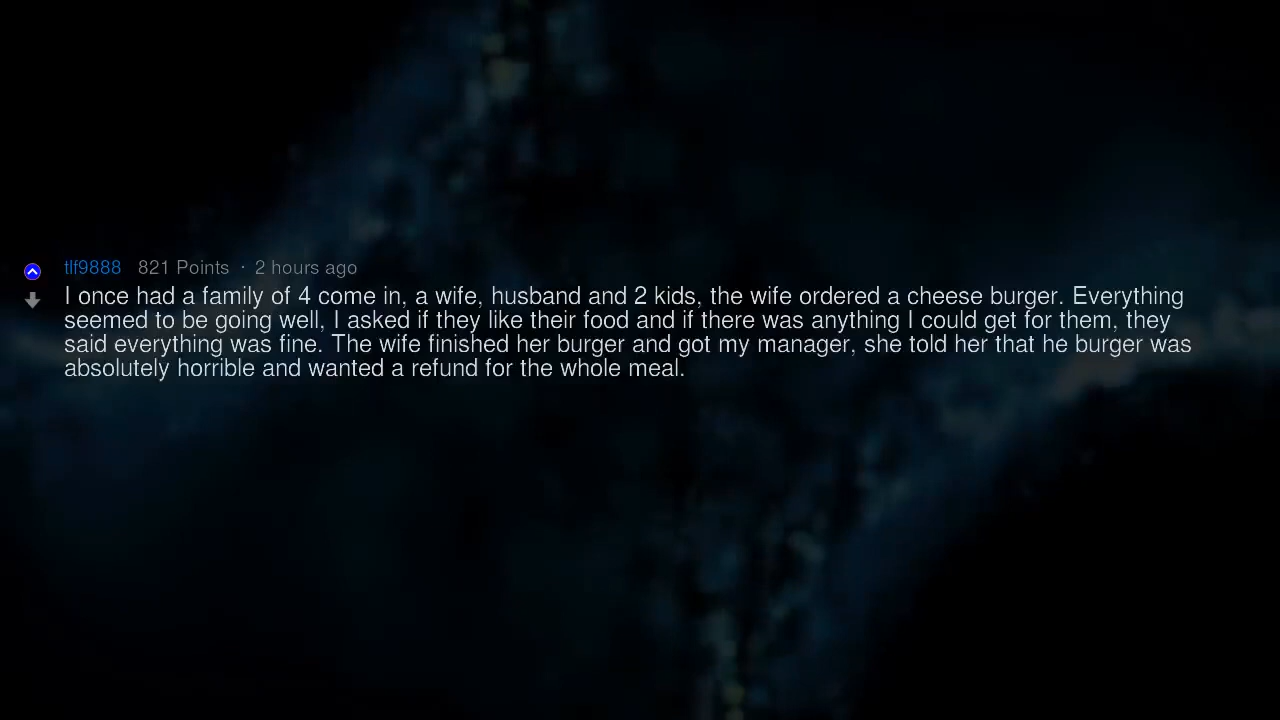 tlf9888 821 Points · 2 hours ago
I once had a family of 4 come in, a wife, husband and 2 kids, the wife ordered a cheese burger. Everything
seemed to be going well, I asked if they like their food and if there was anything I could get for them, they
said everything was fine. The wife finished her burger and got my manager, she told her that he burger was
absolutely horrible and wanted a refund for the whole meal.